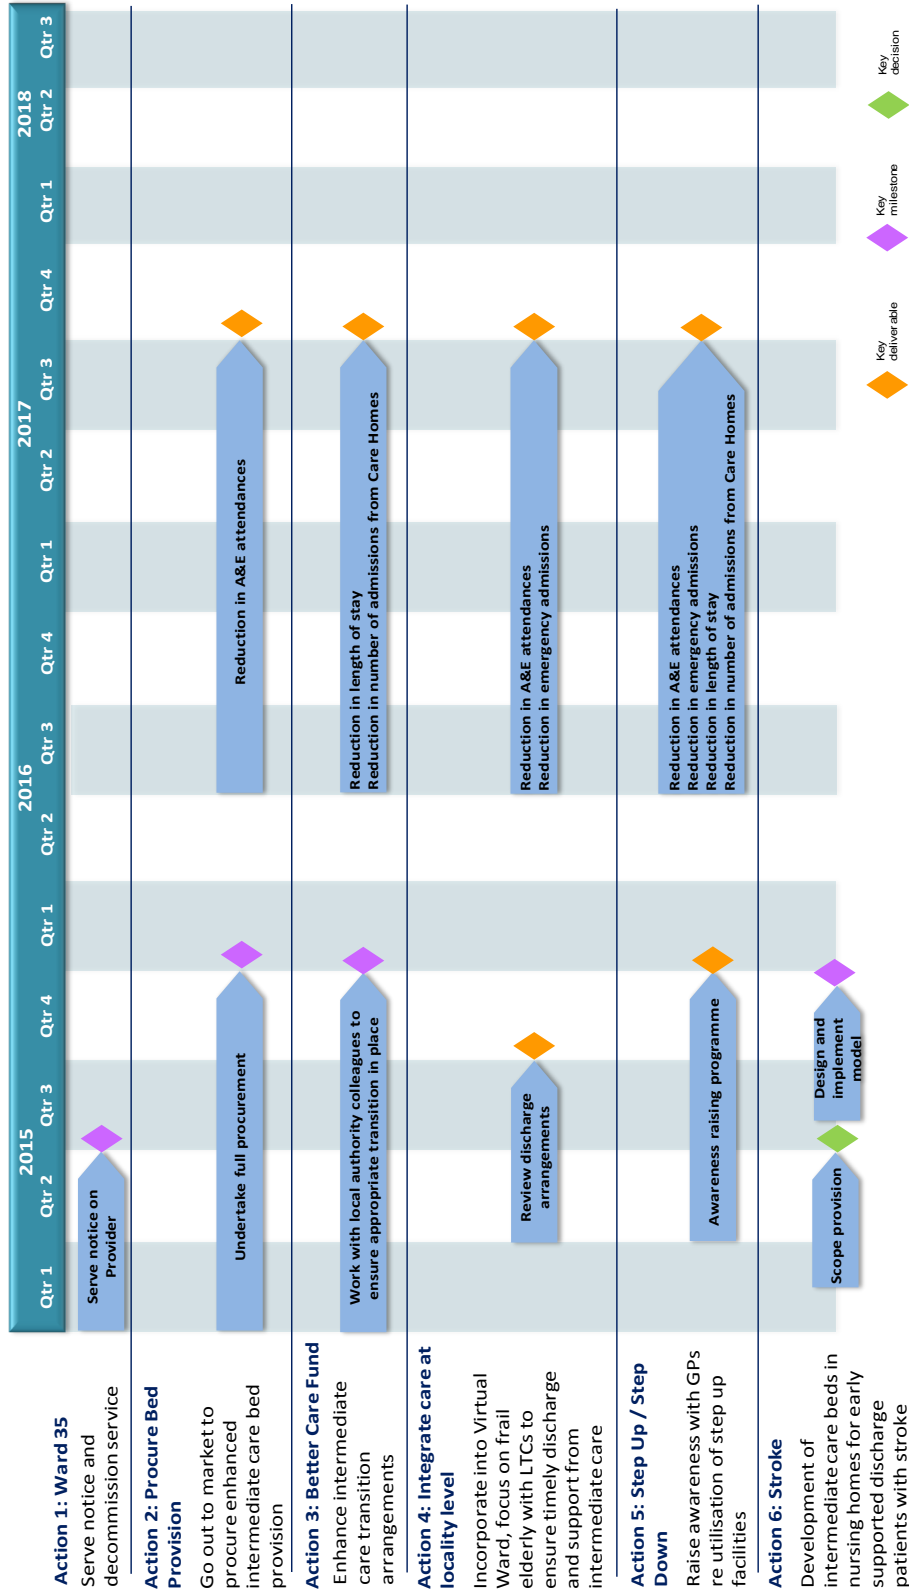 2015
2016
2017
2018
Qtr 1
Qtr 2
Qtr 3
Qtr 4
Qtr 1
Qtr 2
Qtr 3
Qtr 4
Qtr 1
Qtr 2
Qtr 3
Qtr 4
Qtr 1
Qtr 2
Qtr 3
Action 1: Ward 35
Serve notice and
decommission service
Serve notice on
Provider
Action 2: Procure Bed
Provision
Go out to market to
procure enhanced
intermediate care bed
provision
Undertake full procurement
Reduction in A&E attendances
Action 3: Better Care Fund
Enhance intermediate
care transition
arrangements
Work with local authority colleagues to
ensure appropriate transition in place
Reduction in length of stay
Reduction in number of admissions from Care Homes
Action 4: Integrate care at
locality level
Incorporate into Virtual
Ward, focus on frail
elderly with LTCs to
ensure timely discharge
and support from
intermediate care
Review discharge
arrangements
Reduction in A&E attendances
Reduction in emergency admissions
Action 5: Step Up / Step
Down
Raise awareness with GPs
re utilisation of step up
facilities
Awareness raising programme
Reduction in A&E attendances
Reduction in emergency admissions
Reduction in length of stay
Reduction in number of admissions from Care Homes
Action 6: Stroke
Development of
intermediate care beds in
nursing homes for early
supported discharge
patients with stroke
Scope provision
Design and
implement
model
Key
deliverable
Key
milestone
Key
decision